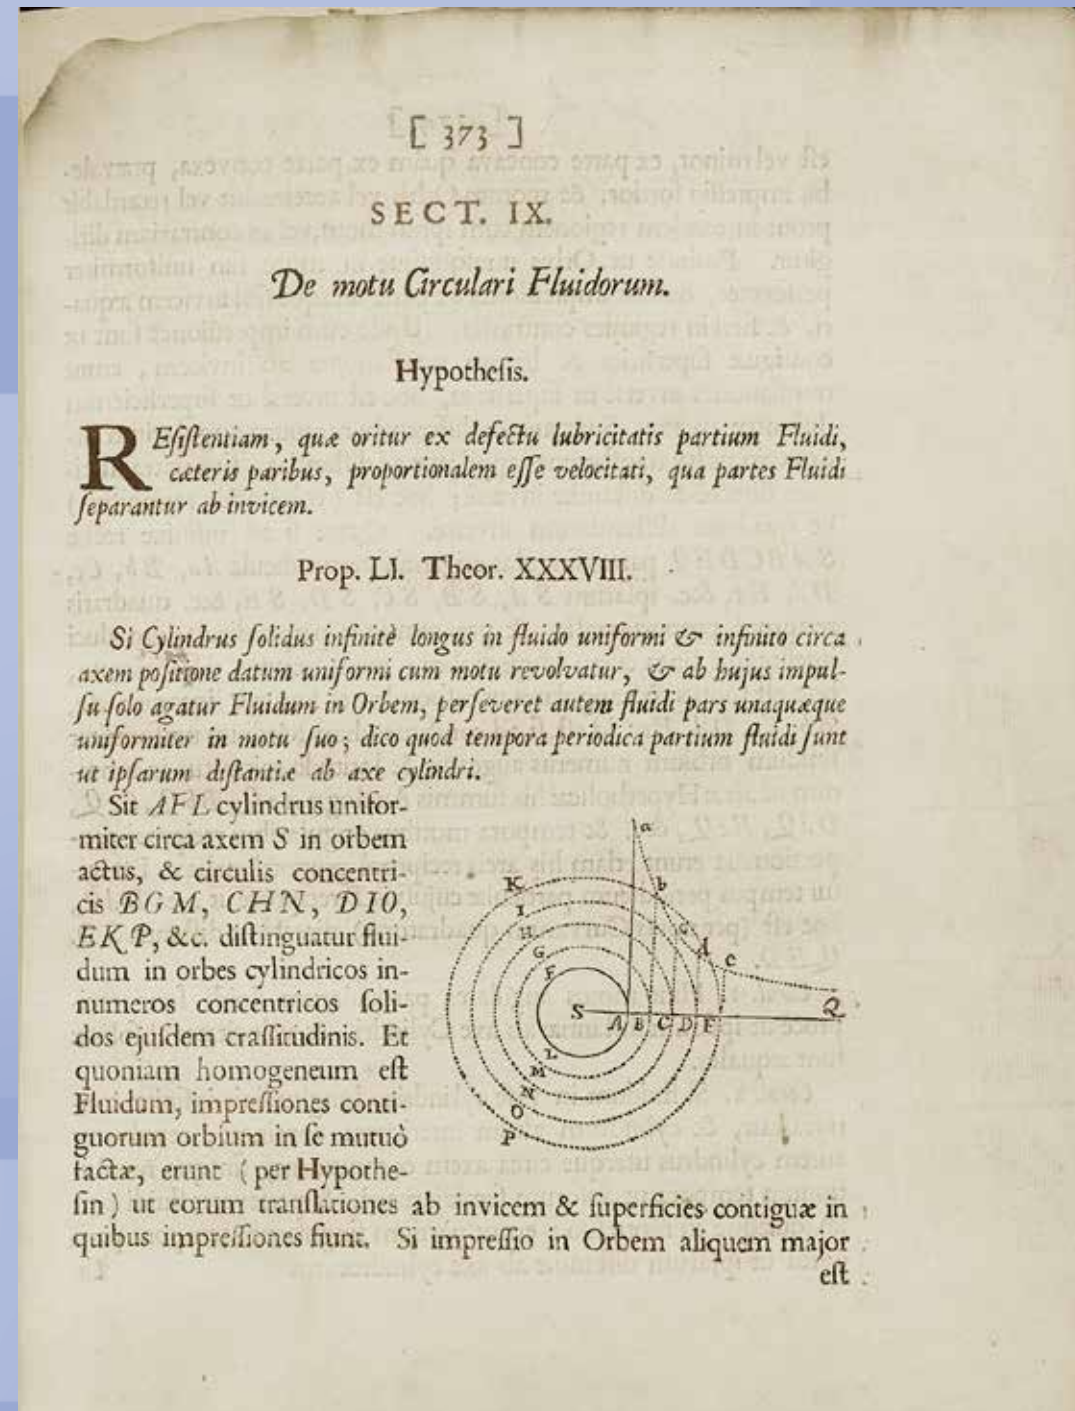 [ 373 ]
SECT. IX.
De motu Circulari Fluidorum.
Hypothesis.
REſiſtentiam, quæ oritur ex defectu lubricitatis partium Fluidi,
cæteris paribus, proportionalem eſſe velocitati, qua partes Fluidi
ſeparantur ab invicem.
Prop. LI. Theor. XXXVIII.
Si Cylindrus ſolidus infinitè longus in fluido uniformi & infinito circa
axem poſitione datum uniformi cum motu revolvatur, & ab hujus impul-
ſu ſolo agatur Fluidum in Orbem, perſeveret autem fluidi pars unaquæque
uniformiter in motu ſuo; dico quod tempora periodica partium fluidi ſunt
ut ipſarum diſtantiæ ab axe cylindri.
Sit AFL cylindrus unifor-
miter circa axem S in orbem
actus, & circulis concentri-
cis BGM, CHN, DIO,
EKP, &c. diſtinguatur flui-
dum in orbes cylindricos in-
numeros concentricos ſoli-
dos ejuſdem craſſitudinis. Et
quoniam homogeneum eſt
Fluidum, impreſſiones conti-
guorum orbium in ſe mutuò
factæ, erunt (per Hypothe-
ſin) ut eorum tranſlationes ab invicem & ſuperficies contiguæ in
quibus impreſſiones fiunt. Si impreſſio in Orbem aliquem major
eſt
a
K
b
I
H
c
G
d
F
e
S
A B C D E
Q
L
M
N
O
P